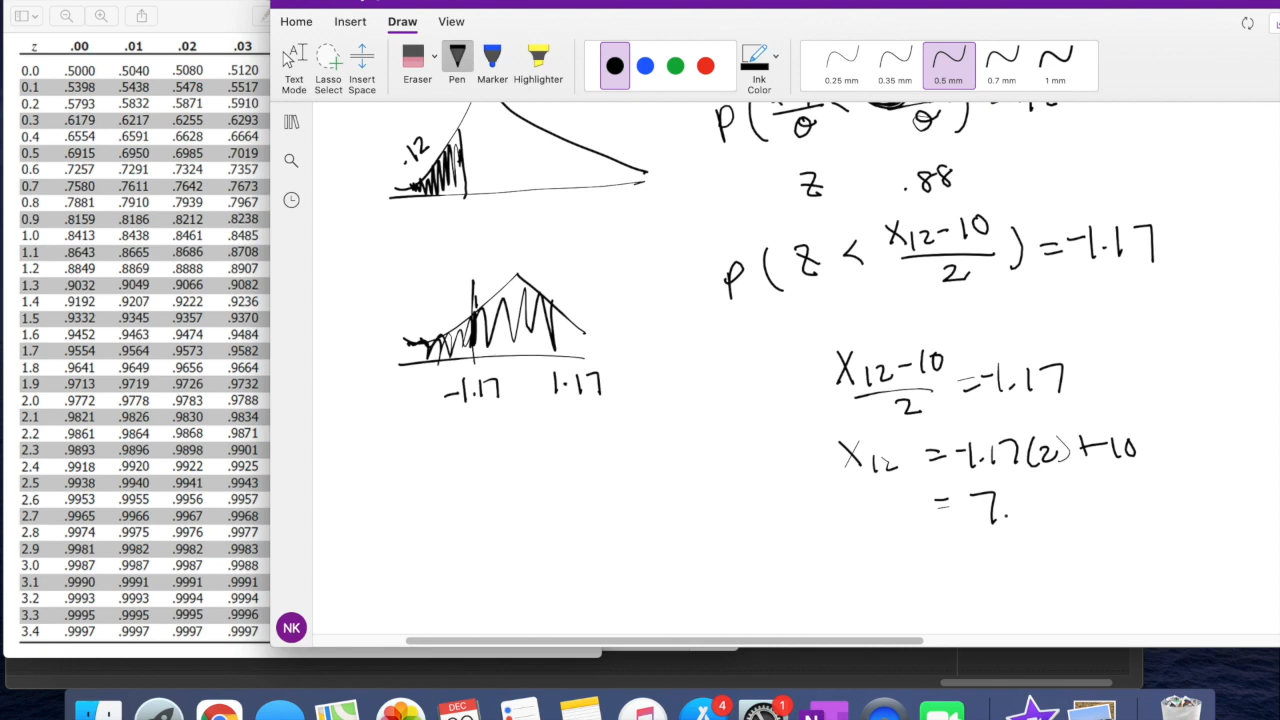 Home Insert Draw View
Text Mode
Lasso Select
Insert Space
Eraser
Pen
Marker
Highlighter
Ink Color
0.25 mm
0.35 mm
0.5 mm
0.7 mm
1 mm
z .00 .01 .02 .03
0.0 .5000 .5040 .5080 .5120
0.1 .5398 .5438 .5478 .5517
0.2 .5793 .5832 .5871 .5910
0.3 .6179 .6217 .6255 .6293
0.4 .6554 .6591 .6628 .6664
0.5 .6915 .6950 .6985 .7019
0.6 .7257 .7291 .7324 .7357
0.7 .7580 .7611 .7642 .7673
0.8 .7881 .7910 .7939 .7967
0.9 .8159 .8186 .8212 .8238
1.0 .8413 .8438 .8461 .8485
1.1 .8643 .8665 .8686 .8708
1.2 .8849 .8869 .8888 .8907
1.3 .9032 .9049 .9066 .9082
1.4 .9192 .9207 .9222 .9236
1.5 .9332 .9345 .9357 .9370
1.6 .9452 .9463 .9474 .9484
1.7 .9554 .9564 .9573 .9582
1.8 .9641 .9649 .9656 .9664
1.9 .9713 .9719 .9726 .9732
2.0 .9772 .9778 .9783 .9788
2.1 .9821 .9826 .9830 .9834
2.2 .9861 .9864 .9868 .9871
2.3 .9893 .9896 .9898 .9901
2.4 .9918 .9920 .9922 .9925
2.5 .9938 .9940 .9941 .9943
2.6 .9953 .9955 .9956 .9957
2.7 .9965 .9966 .9967 .9968
2.8 .9974 .9975 .9976 .9977
2.9 .9981 .9982 .9982 .9983
3.0 .9987 .9987 .9987 .9988
3.1 .9990 .9991 .9991 .9991
3.2 .9993 .9993 .9994 .9994
3.3 .9995 .9995 .9995 .9996
3.4 .9997 .9997 .9997 .9997
.12
z .88
P(z < (x12-10)/2) = -1.17
-1.17 1.17
(x12-10)/2 = -1.17
x12 = -1.17(2)+10
= 7.
NK
DEC
4
1